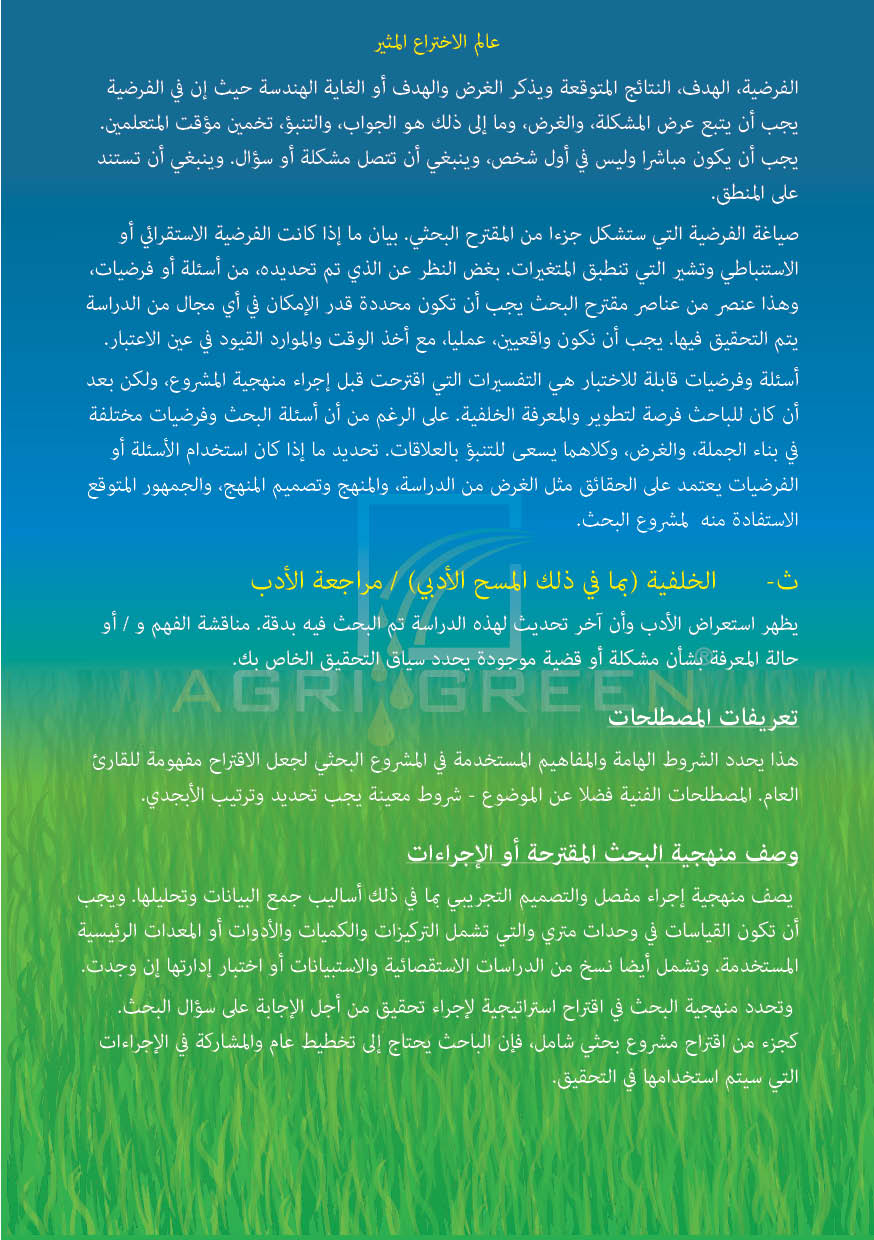 عالم الاختراع المثير
الفرضية، الهدف، النتائج المتوقعة ويذكر الغرض والهدف أو الغاية الهندسة حيث إن في الفرضية
يجب أن يتبع عرض المشكلة، والغرض، وما إلى ذلك هو الجواب، والتنبؤ، تخمين مؤقت المتعلمين.
يجب أن يكون مباشرا وليس في أول شخص، وينبغي أن تتصل مشكلة أو سؤال. وينبغي أن تستند
على المنطق.
صياغة الفرضية التي ستشكل جزءا من المقترح البحثي. بيان ما إذا كانت الفرضية الاستقرائي أو
الاستنباطي وتشير التي تنطبق المتغيرات. بغض النظر عن الذي تم تحديده، من أسئلة أو فرضيات،
وهذا عنصر من عناصر مقترح البحث يجب أن تكون محددة قدر الإمكان في أي مجال من الدراسة
يتم التحقيق فيها. يجب أن نكون واقعيين، عمليا، مع أخذ الوقت والموارد القيود في عين الاعتبار.
أسئلة وفرضيات قابلة للاختبار هي التفسيرات التي اقترحت قبل إجراء منهجية المشروع، ولكن بعد
أن كان للباحث فرصة لتطوير والمعرفة الخلفية. على الرغم من أن أسئلة البحث وفرضيات مختلفة
في بناء الجملة، والغرض، وكلاهما يسعى للتنبؤ بالعلاقات. تحديد ما إذا كان استخدام الأسئلة أو
الفرضيات يعتمد على الحقائق مثل الغرض من الدراسة، والمنهج وتصميم المنهج، والجمهور المتوقع
الاستفادة منه لمشروع البحث.
ث- الخلفية (بما في ذلك المسح الأدبي) / مراجعة الأدب
يظهر استعراض الأدب وأن آخر تحديث لهذه الدراسة تم البحث فيه بدقة. مناقشة الفهم و / أو
حالة المعرفة بشأن مشكلة أو قضية موجودة يحدد سياق التحقيق الخاص بك.
AGRI GREEN®
تعريفات المصطلحات
هذا يحدد الشروط الهامة والمفاهيم المستخدمة في المشروع البحثي لجعل الاقتراح مفهومة للقارئ
العام. المصطلحات الفنية فضلا عن الموضوع - شروط معينة يجب تحديد وترتيب الأبجدي.
وصف منهجية البحث المقترحة أو الإجراءات
يصف منهجية إجراء مفصل والتصميم التجريبي بما في ذلك أساليب جمع البيانات وتحليلها. ويجب
أن تكون القياسات في وحدات متري والتي تشمل التركيزات والكميات والأدوات أو المعدات الرئيسية
المستخدمة. وتشمل أيضا نسخ من الدراسات الاستقصائية والاستبيانات أو اختبار إدارتها إن وجدت.
وتحدد منهجية البحث في اقتراح استراتيجية لإجراء تحقيق من أجل الإجابة على سؤال البحث.
كجزء من اقتراح مشروع بحثي شامل، فإن الباحث يحتاج إلى تخطيط عام والمشاركة في الإجراءات
التي سيتم استخدامها في التحقيق.